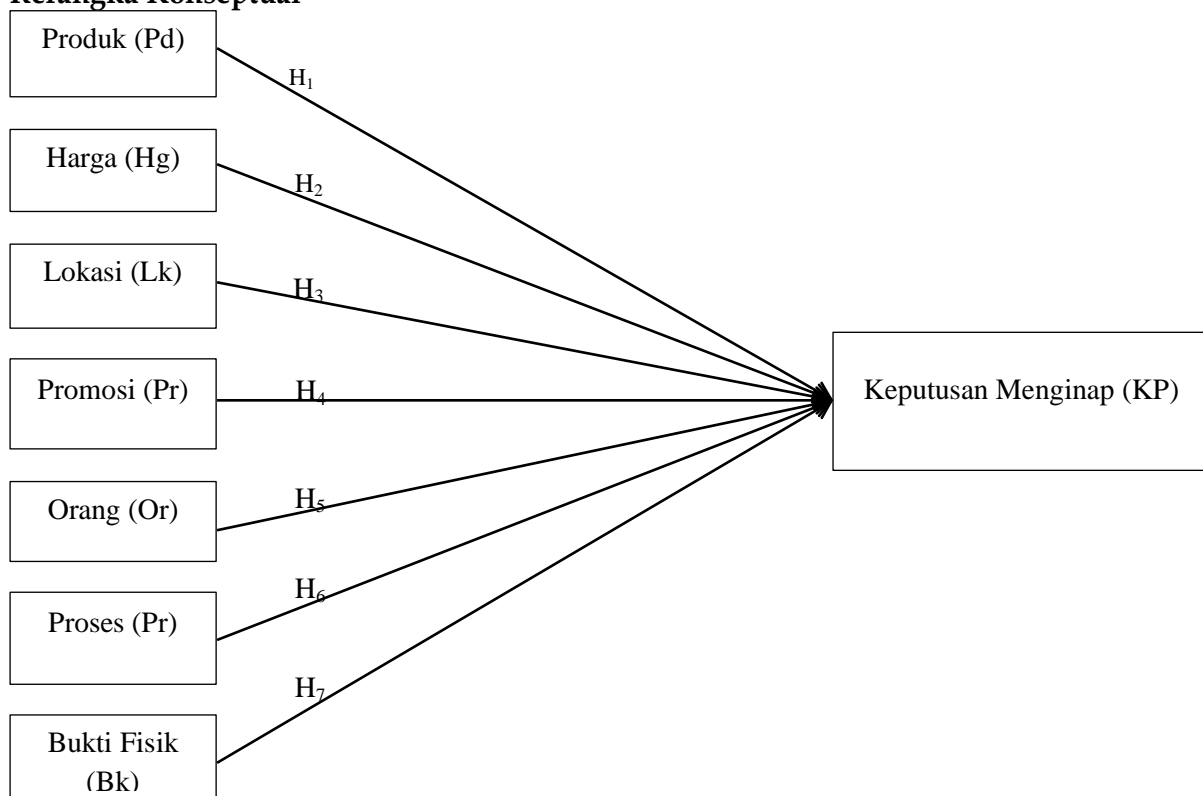 Kerangka Konseptual
Produk (Pd)
H₁
Harga (Hg)
H₂
Lokasi (Lk)
H₃
Promosi (Pr)
H₄
Keputusan Menginap (KP)
Orang (Or)
H₅
Proses (Pr)
H₆
H₇
Bukti Fisik
(Bk)